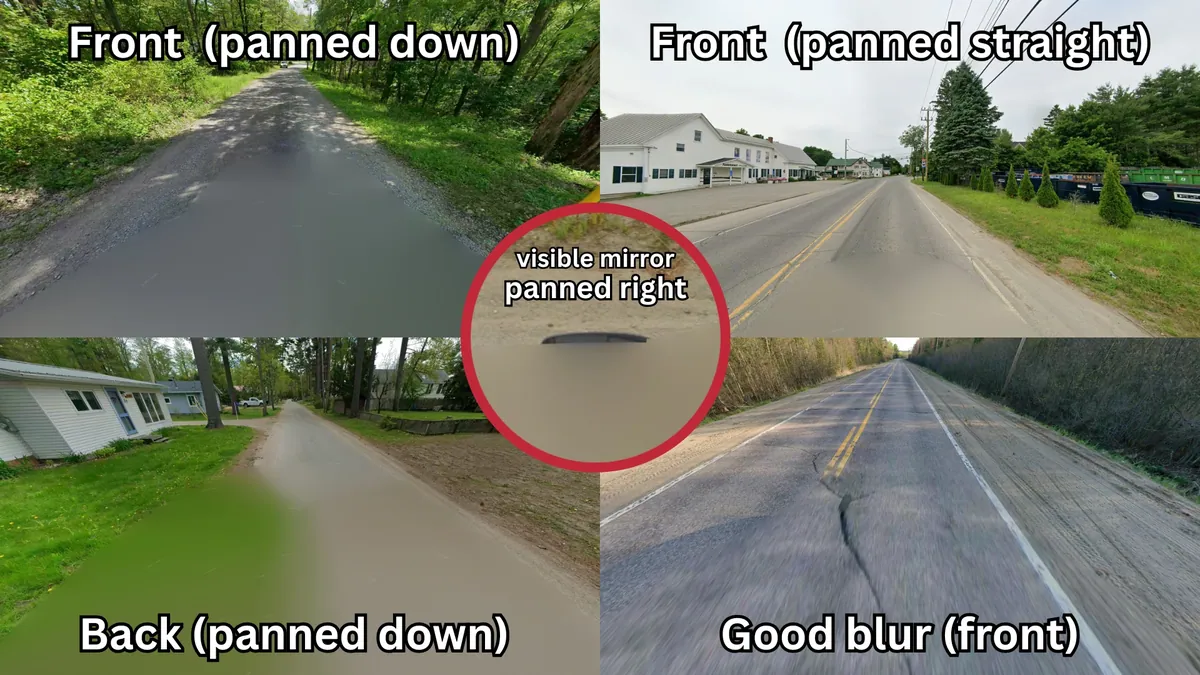 Front (panned down)
Front (panned straight)
visible mirror
panned right
Back (panned down)
Good blur (front)